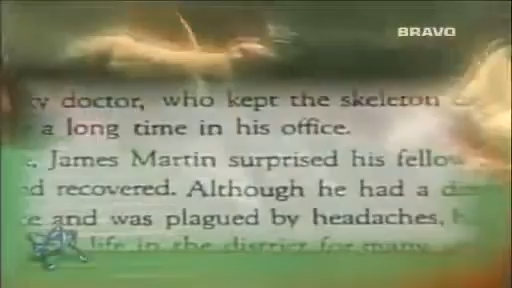 BRAVO
doctor, who kept the skeleton
a long time in his office.
James Martin surprised his
recovered. Although he had a
and was plagued by headaches,
life in the district for many